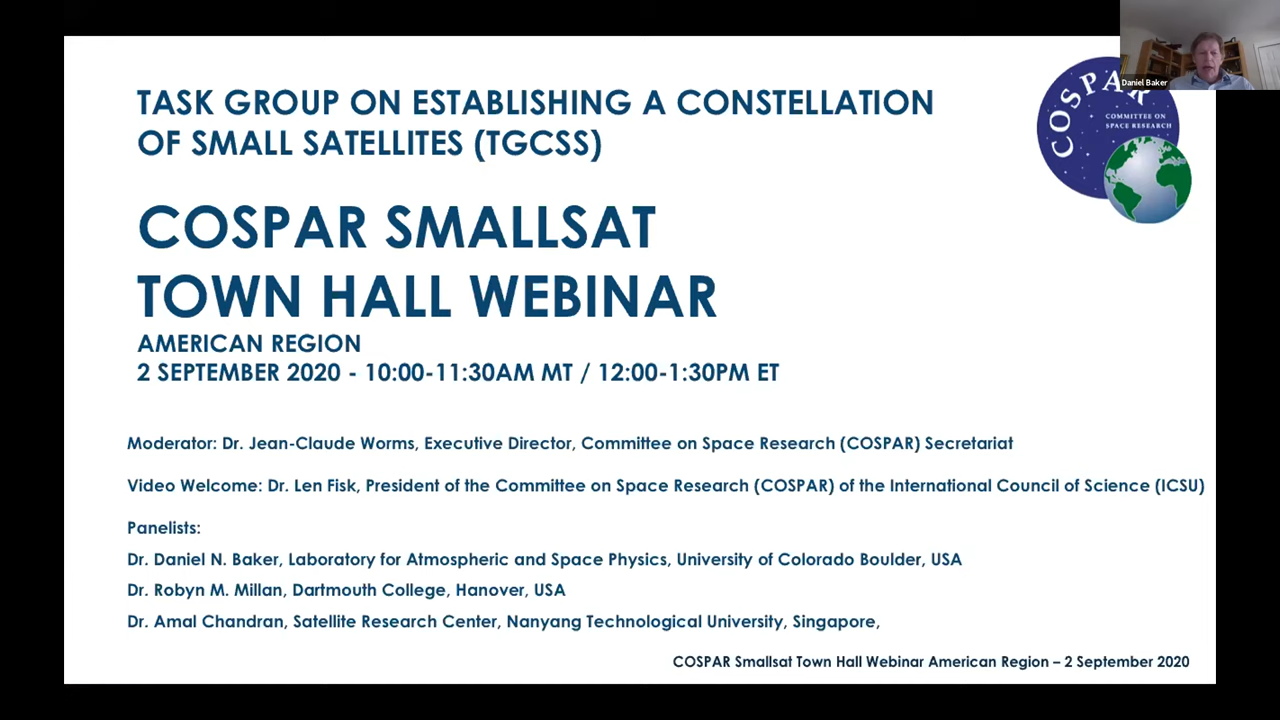 Daniel Baker
TASK GROUP ON ESTABLISHING A CONSTELLATION
OF SMALL SATELLITES (TGCSS)
COSPAR
COMMITTEE ON
SPACE RESEARCH
COSPAR SMALLSAT
TOWN HALL WEBINAR
AMERICAN REGION
2 SEPTEMBER 2020 - 10:00-11:30AM MT / 12:00-1:30PM ET
Moderator: Dr. Jean-Claude Worms, Executive Director, Committee on Space Research (COSPAR) Secretariat
Video Welcome: Dr. Len Fisk, President of the Committee on Space Research (COSPAR) of the International Council of Science (ICSU)
Panelists:
Dr. Daniel N. Baker, Laboratory for Atmospheric and Space Physics, University of Colorado Boulder, USA
Dr. Robyn M. Millan, Dartmouth College, Hanover, USA
Dr. Amal Chandran, Satellite Research Center, Nanyang Technological University, Singapore,
COSPAR Smallsat Town Hall Webinar American Region – 2 September 2020